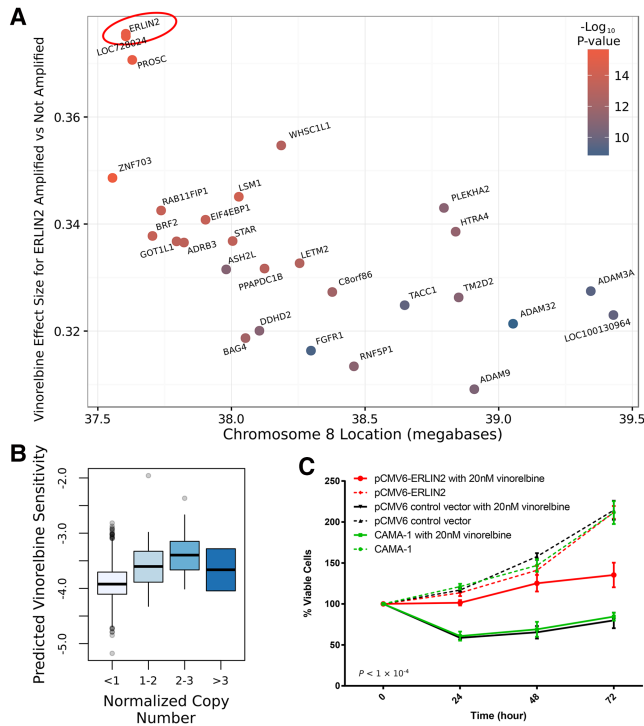 A
-Log10
P-value
14
12
10
Vinorelbine Effect Size for ERLIN2 Amplified vs Not Amplified
0.36
0.34
0.32
ERLIN2
LOC728024
PROSC
WHSC1L1
ZNF703
RAB11FIP1
LSM1
EIF4EBP1
BRF2
GOT1L1
ADRB3
STAR
ASH2L
PPAPDC1B
LETM2
C8orf86
PLEKHA2
HTRA4
TACC1
TM2D2
ADAM3A
ADAM32
LOC100130964
DDHD2
BAG4
FGFR1
RNF5P1
ADAM9
37.5 38.0 38.5 39.0 39.5
Chromosome 8 Location (megabases)
B
Predicted Vinorelbine Sensitivity
-2.0
-3.0
-4.0
-5.0
<1 1-2 2-3 >3
Normalized Copy
Number
C
pCMV6-ERLIN2 with 20nM vinorelbine
pCMV6-ERLIN2
pCMV6 control vector with 20nM vinorelbine
pCMV6 control vector
CAMA-1 with 20nM vinorelbine
CAMA-1
% Viable Cells
250
200
150
100
50
0
P < 1 × 10⁻⁴
0 24 48 72
Time (hour)